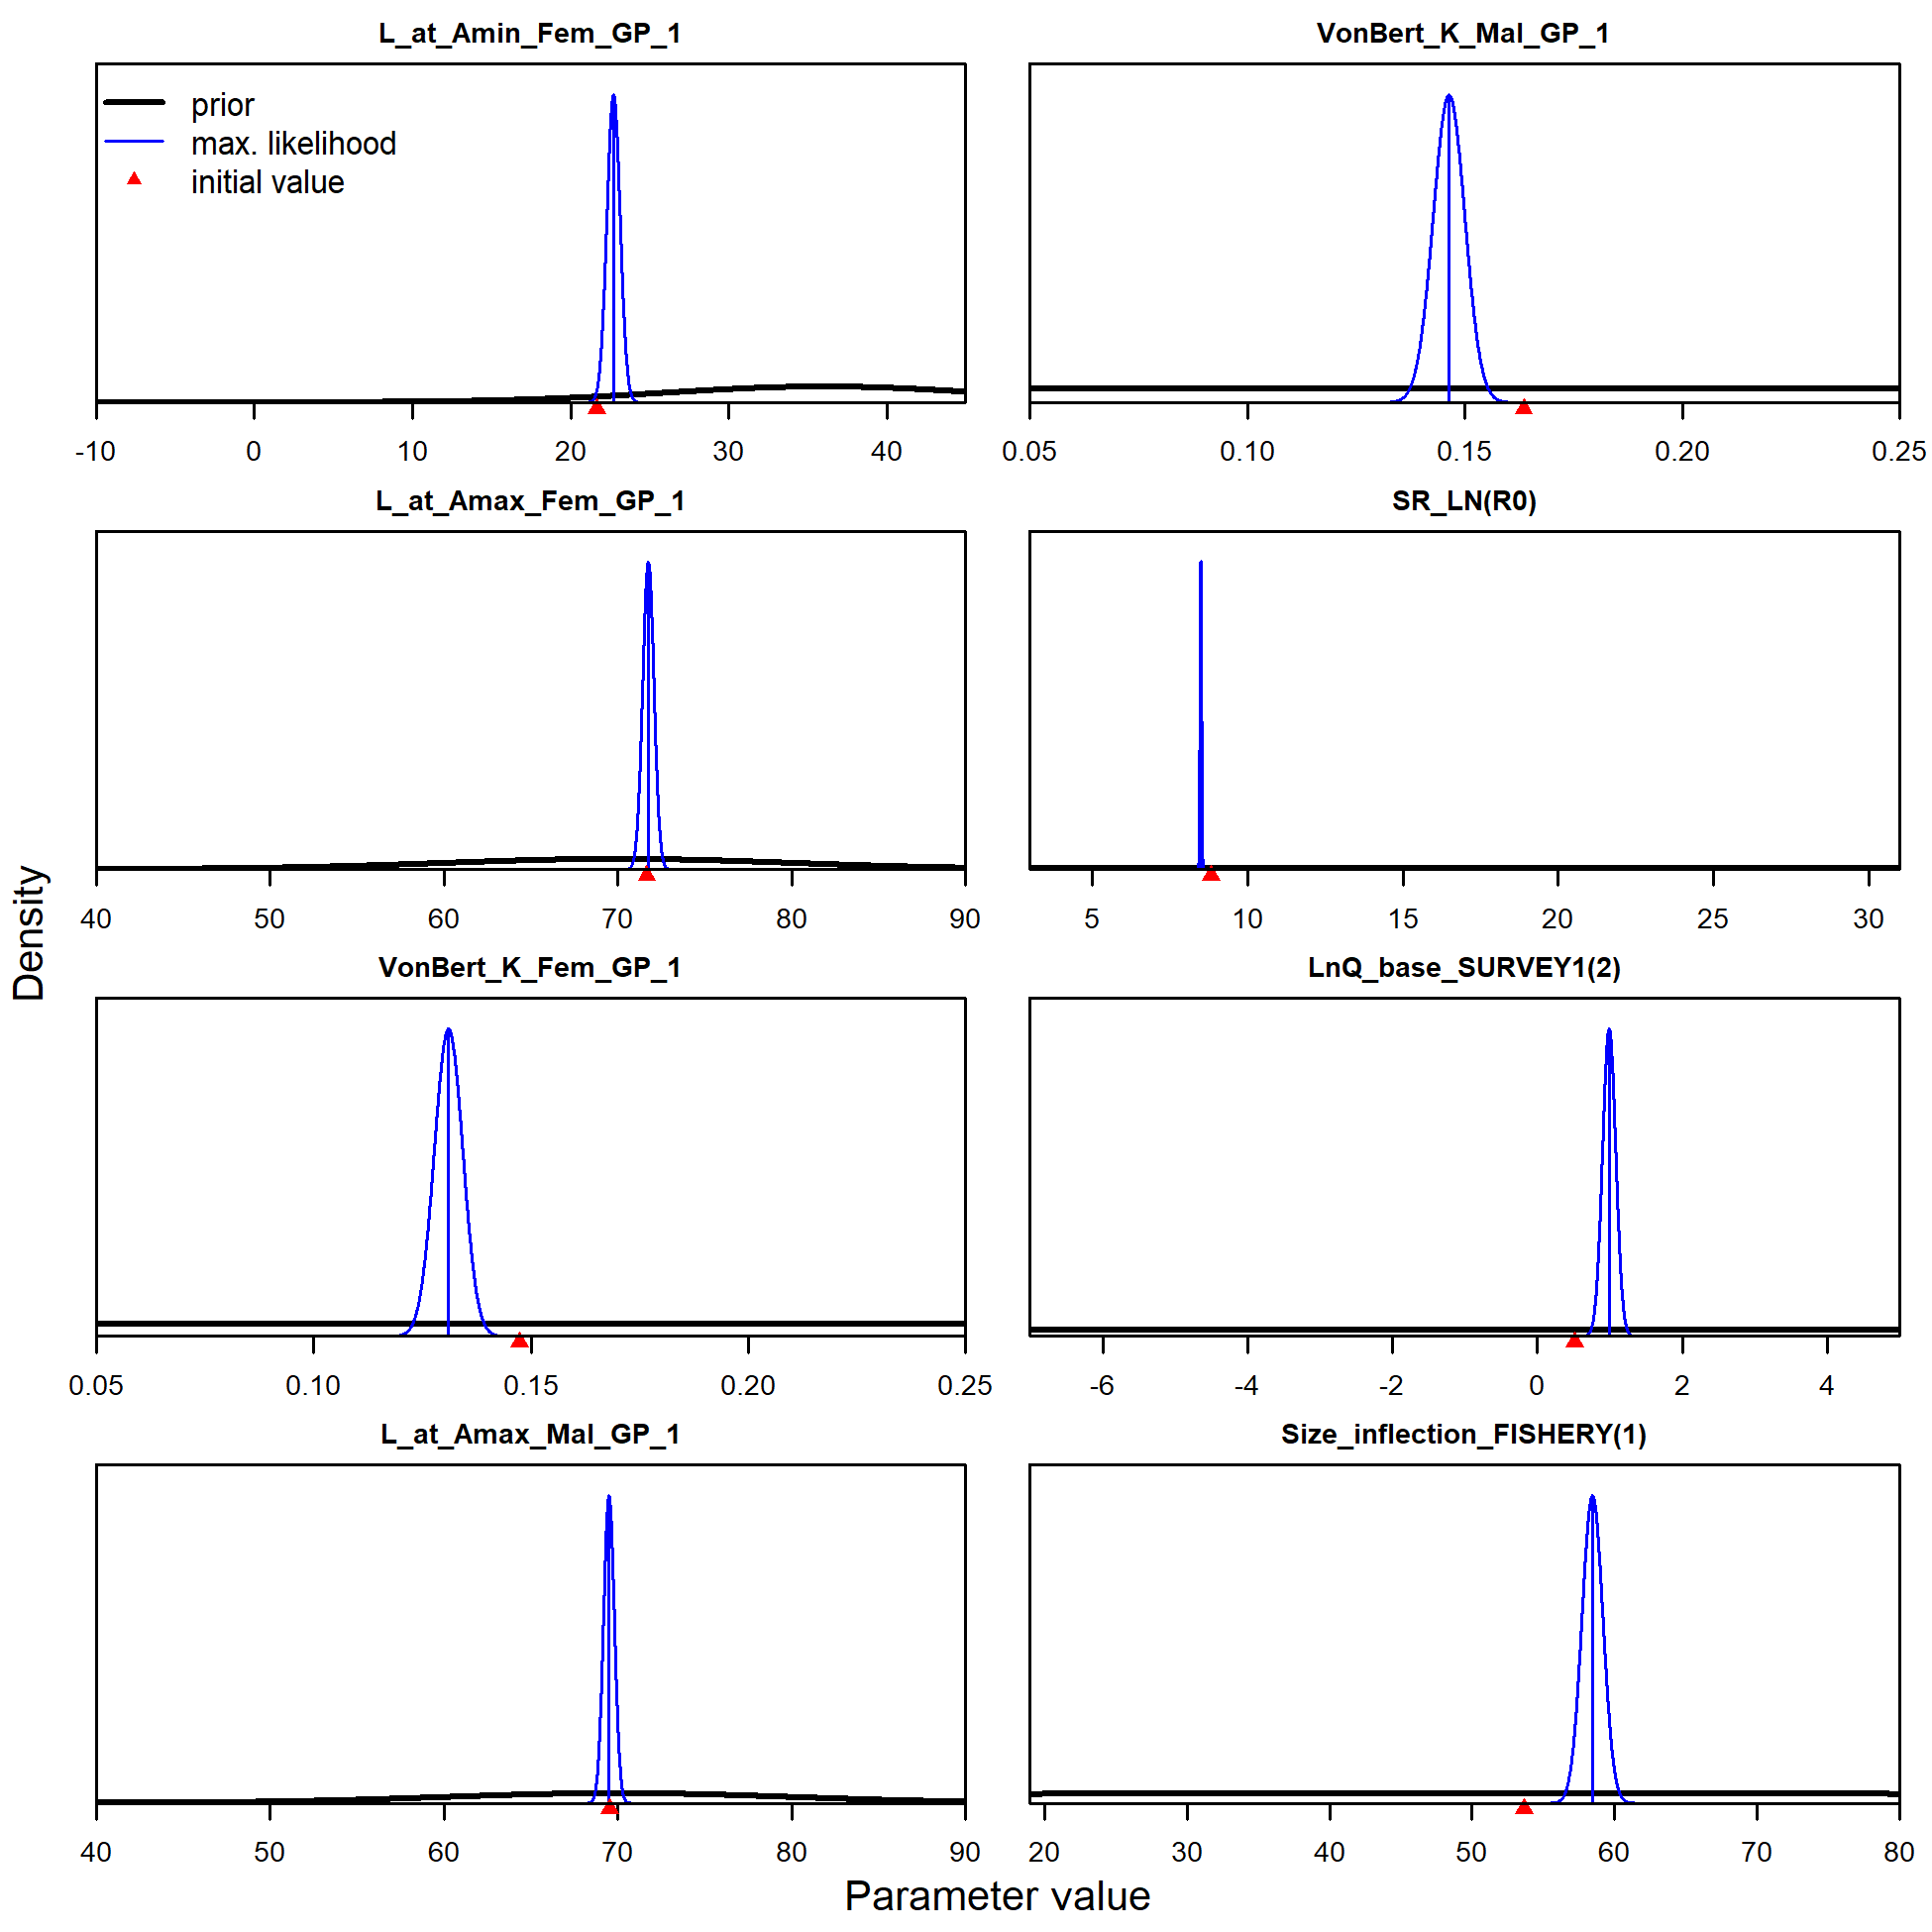 L_at_Amin_Fem_GP_1
prior
max. likelihood
initial value
-10 0 10 20 30 40
VonBert_K_Mal_GP_1
0.05 0.10 0.15 0.20 0.25
L_at_Amax_Fem_GP_1
40 50 60 70 80 90
SR_LN(R0)
5 10 15 20 25 30
VonBert_K_Fem_GP_1
0.05 0.10 0.15 0.20 0.25
LnQ_base_SURVEY1(2)
-6 -4 -2 0 2 4
L_at_Amax_Mal_GP_1
40 50 60 70 80 90
Size_inflection_FISHERY(1)
20 30 40 50 60 70 80
Density
Parameter value